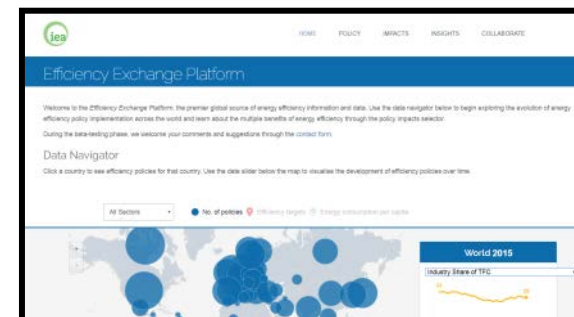 iea
HOME POLICY IMPACTS INSIGHTS COLLABORATE
Efficiency Exchange Platform
Welcome to the Efficiency Exchange Platform, the premier global source of energy efficiency information and data. Use the data navigator below to begin exploring the evolution of energy
efficiency policy implementation across the world and learn about the multiple benefits of energy efficiency through the policy impacts selector.
During the beta-testing phase, we welcome your comments and suggestions through the contact form.
Data Navigator
Click a country to see efficiency policies for that country. Use the date slider below the map to visualise the development of efficiency policies over time.
All Sectors No. of policies Efficiency targets Energy consumption per capita
World 2015
Industry Share of TFC